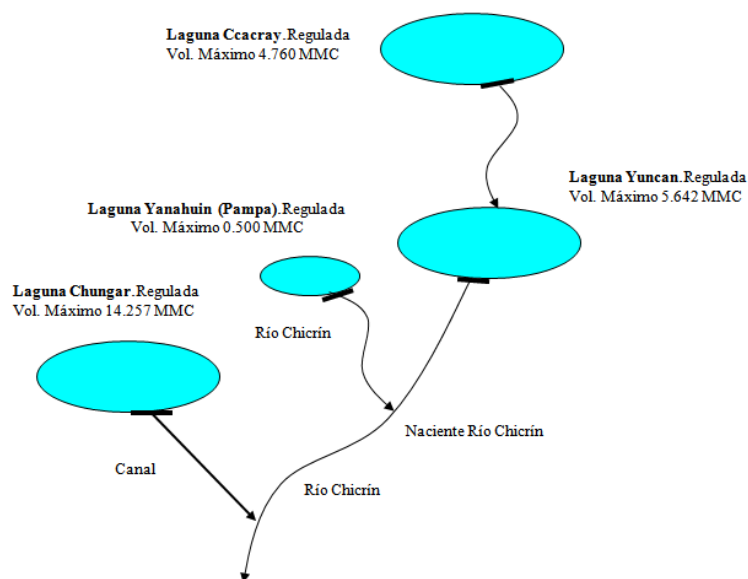 Laguna Ccacray.Regulada
Vol. Máximo 4.760 MMC
Laguna Yuncan.Regulada
Vol. Máximo 5.642 MMC
Laguna Yanahuin (Pampa).Regulada
Vol. Máximo 0.500 MMC
Laguna Chungar.Regulada
Vol. Máximo 14.257 MMC
Río Chicrín
Naciente Río Chicrín
Canal
Río Chicrín